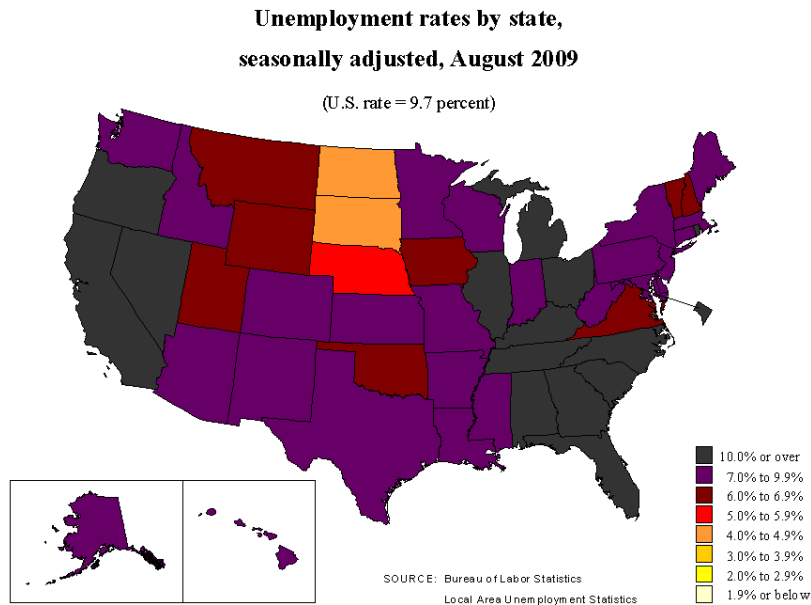 Unemployment rates by state,
seasonally adjusted, August 2009
(U.S. rate = 9.7 percent)
10.0% or over
7.0% to 9.9%
6.0% to 6.9%
5.0% to 5.9%
4.0% to 4.9%
3.0% to 3.9%
2.0% to 2.9%
1.9% or below
SOURCE: Bureau of Labor Statistics
Local Area Unemployment Statistics